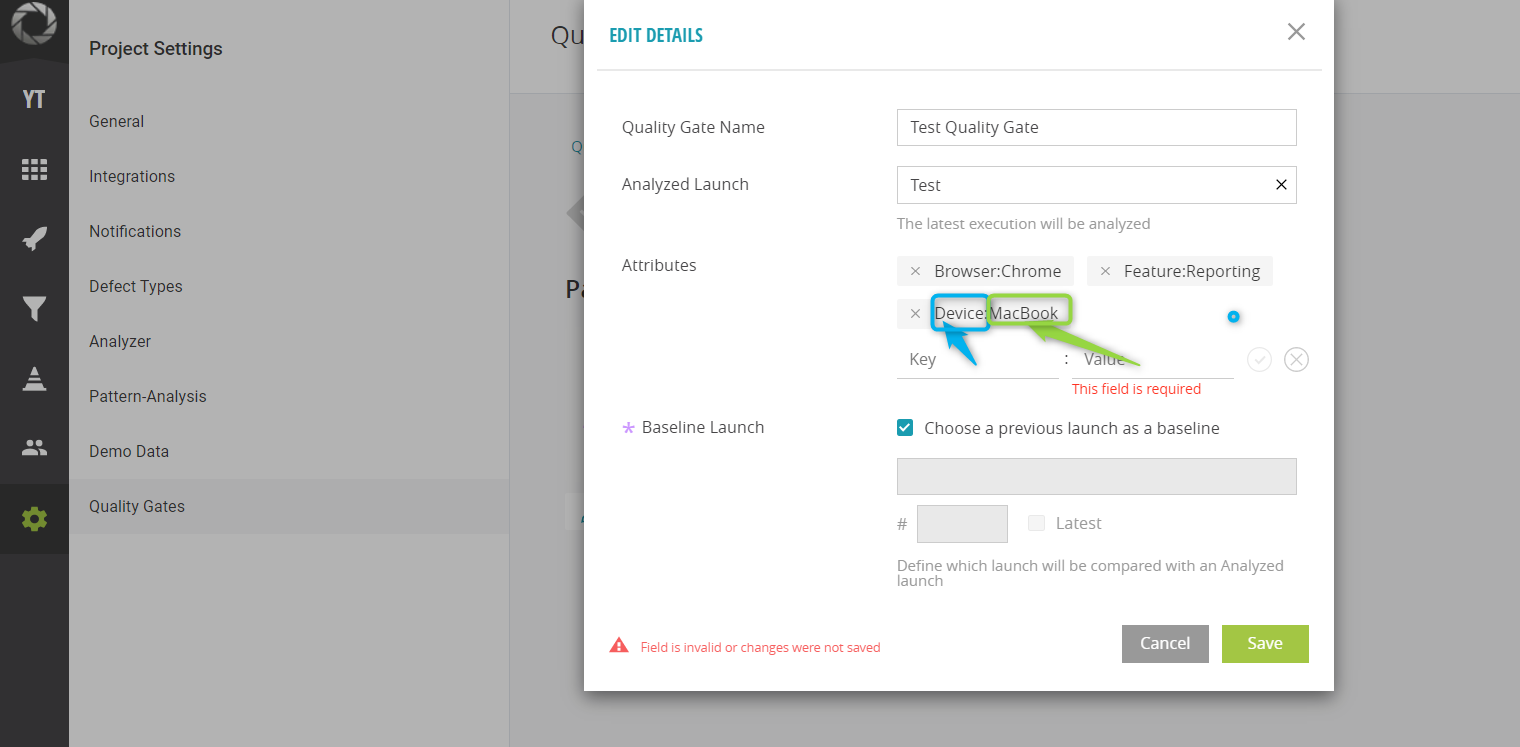 Project Settings
Qu
EDIT DETAILS
YT
General
Quality Gate Name
Test Quality Gate
Q
Integrations
Analyzed Launch
Test
The latest execution will be analyzed
Notifications
Attributes
Browser:Chrome
Feature:Reporting
Defect Types
Pa
Device:MacBook
Analyzer
Key : Value
This field is required
Pattern-Analysis
* Baseline Launch
Choose a previous launch as a baseline
Demo Data
Quality Gates
# Latest
Define which launch will be compared with an Analyzed
launch
Field is invalid or changes were not saved
Cancel
Save